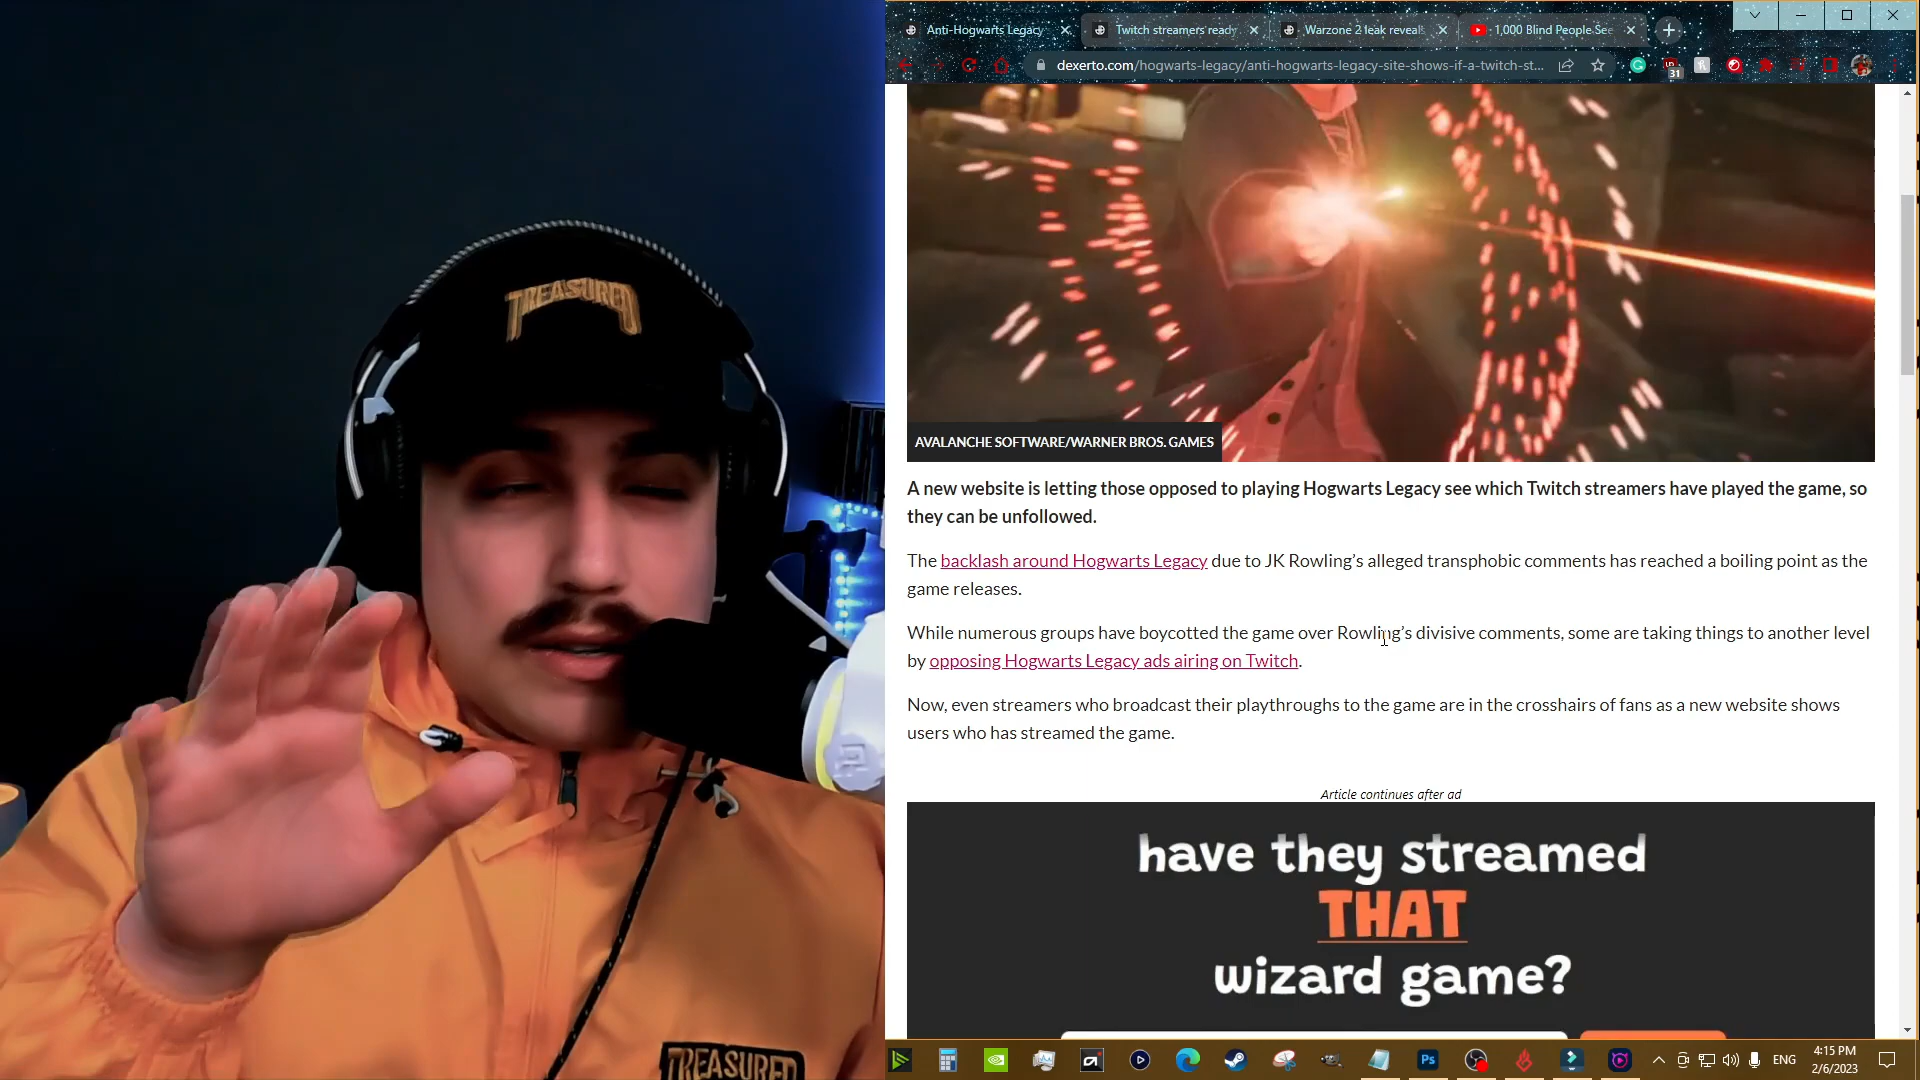 TREASURED
TREASURED
Anti-Hogwarts Legacy
Twitch streamers ready
Warzone 2 leak reveals
1,000 Blind People See
dexerto.com/hogwarts-legacy/anti-hogwarts-legacy-site-shows-if-a-twitch-st...
31
AVALANCHE SOFTWARE/WARNER BROS. GAMES
A new website is letting those opposed to playing Hogwarts Legacy see which Twitch streamers have played the game, so
they can be unfollowed.
The backlash around Hogwarts Legacy due to JK Rowling’s alleged transphobic comments has reached a boiling point as the
game releases.
While numerous groups have boycotted the game over Rowling’s divisive comments, some are taking things to another level
by opposing Hogwarts Legacy ads airing on Twitch.
Now, even streamers who broadcast their playthroughs to the game are in the crosshairs of fans as a new website shows
users who has streamed the game.
Article continues after ad
have they streamed
THAT
wizard game?
Ps
ENG
4:15 PM
2/6/2023